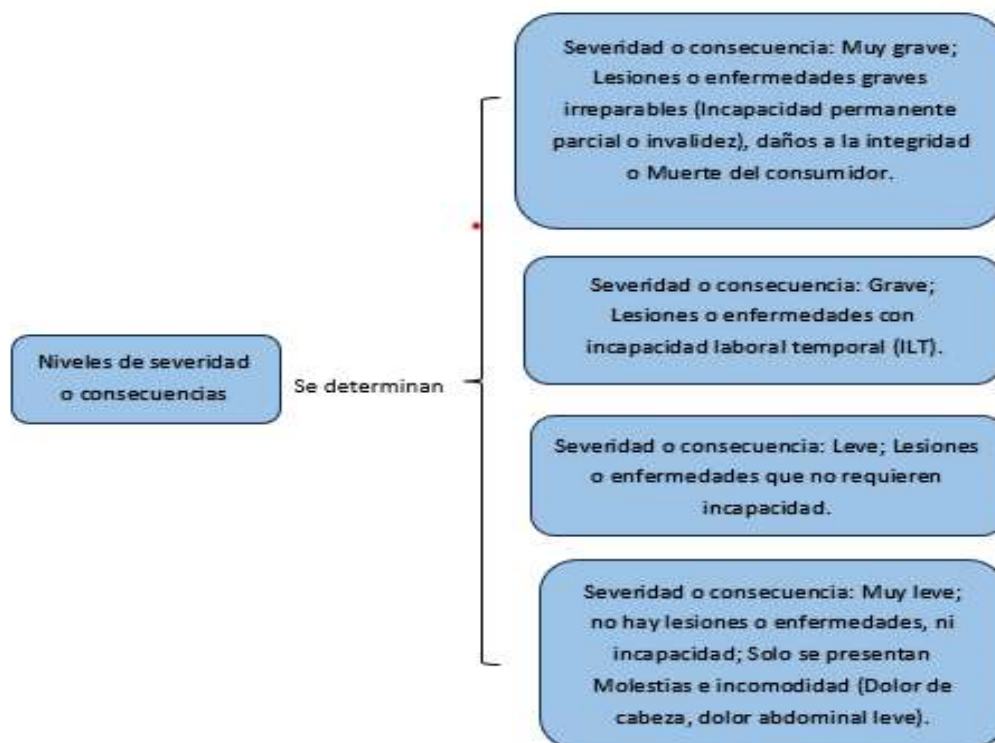 Severidad o consecuencia: Muy grave;
Lesiones o enfermedades graves
irreparables (Incapacidad permanente
parcial o invalidez), daños a la integridad
o Muerte del consumidor.
Severidad o consecuencia: Grave;
Lesiones o enfermedades con
incapacidad laboral temporal (ILT).
Niveles de severidad
o consecuencias
Se determinan
Severidad o consecuencia: Leve; Lesiones
o enfermedades que no requieren
incapacidad.
Severidad o consecuencia: Muy leve;
no hay lesiones o enfermedades, ni
incapacidad; Solo se presentan
Molestias e incomodidad (Dolor de
cabeza, dolor abdominal leve).